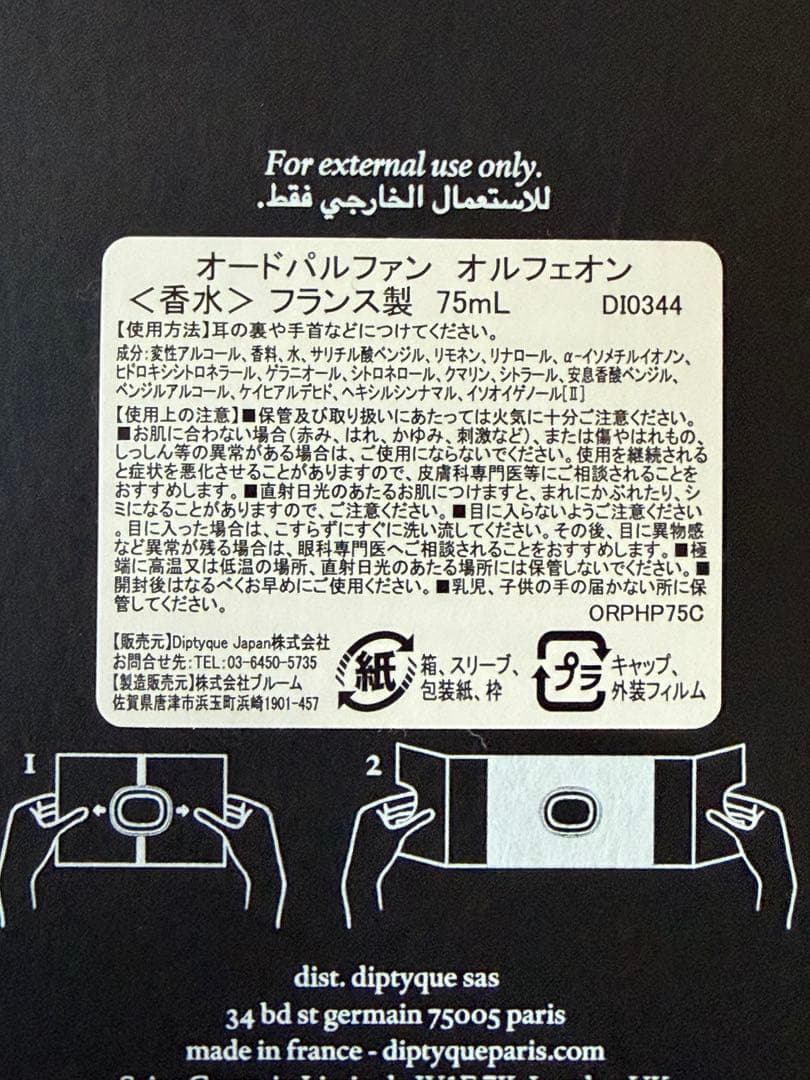 For external use only.
للاستعمال الخارجي فقط.
オードパルファン オルフェオン
＜香水＞ フランス製 75mL DI0344
【使用方法】耳の裏や手首などにつけてください。
成分:変性アルコール、香料、水、サリチル酸ベンジル、リモネン、リナロール、α-イソメチルイオノン、
ヒドロキシシトロネラール、ゲラニオール、シトロネロール、クマリン、シトラール、安息香酸ベンジル、
ベンジルアルコール、ケイヒアルデヒド、ヘキシルシンナマル、イソオイゲノール[Ⅱ]
【使用上の注意】■保管及び取り扱いにあたっては火気に十分ご注意ください。
■お肌に合わない場合(赤み、はれ、かゆみ、刺激など)、または傷やはれもの、
しっしん等の異常がある場合は、ご使用にならないでください。使用を継続される
と症状を悪化させることがありますので、皮膚科専門医等にご相談されることを
おすすめします。■直射日光のあたるお肌につけますと、まれにかぶれたり、シ
ミになることがありますので、ご注意ください。■目に入らないようご注意ください
。目に入った場合は、こすらずにすぐに洗い流してください。その後、目に異物感
など異常が残る場合は、眼科専門医へご相談されることをおすすめします。■極
端に高温又は低温の場所、直射日光のあたる場所には保管しないでください。■
開封後はなるべくお早めにご使用ください。■乳児、子供の手の届かない所に保
管してください。
ORPHP75C
【販売元】Diptyque Japan株式会社
お問合せ先:TEL:03-6450-5735
【製造販売元】株式会社ブルーム
佐賀県唐津市浜玉町浜崎1901-457
紙 箱、スリーブ、
包装紙、枠
プラ キャップ、
外装フィルム
1 2
dist. diptyque sas
34 bd st germain 75005 paris
made in france - diptyqueparis.com